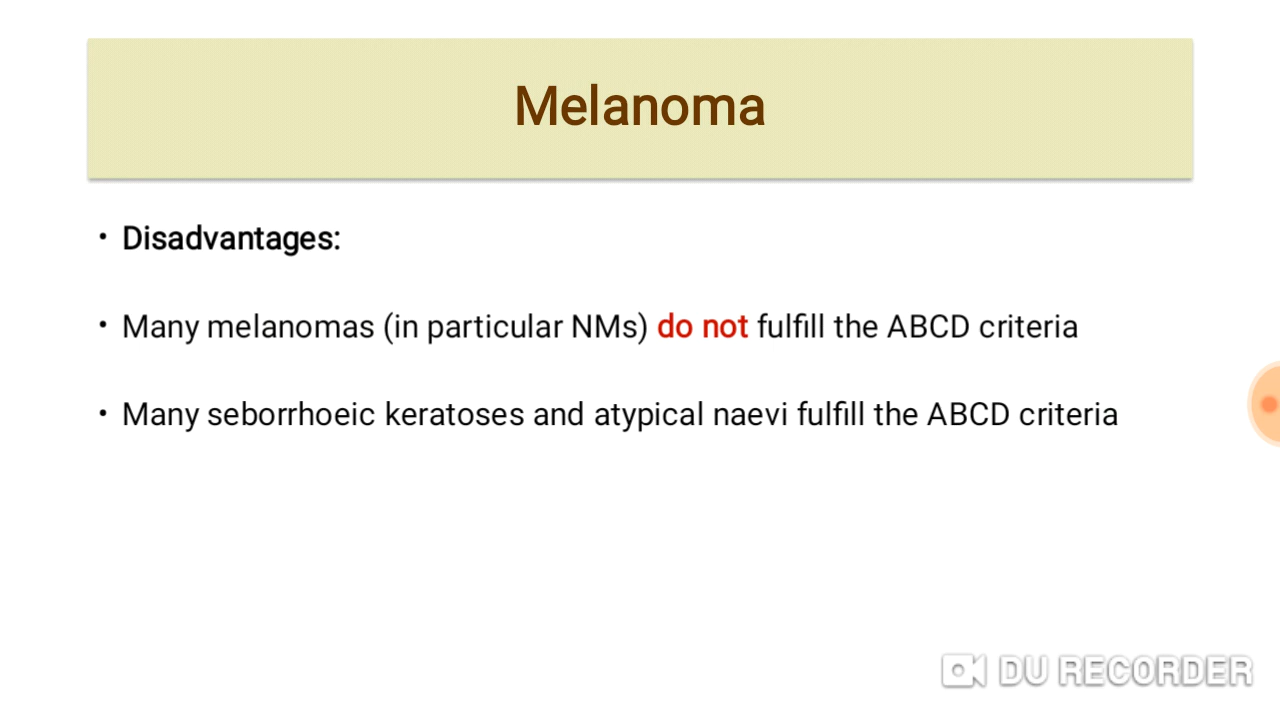 Melanoma
• Disadvantages:
• Many melanomas (in particular NMs) do not fulfill the ABCD criteria
• Many seborrhoeic keratoses and atypical naevi fulfill the ABCD criteria
DU RECORDER